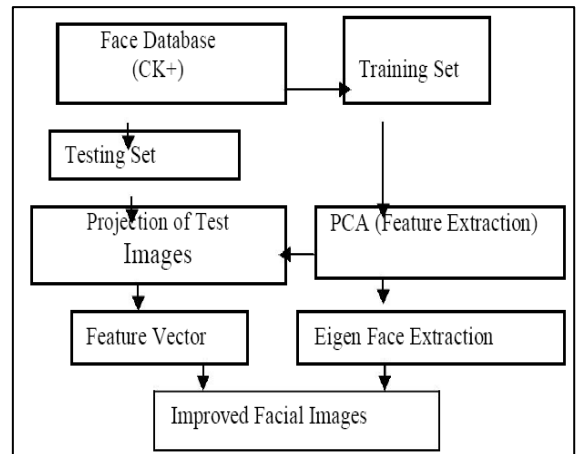 Face Database
(CK+)
Training Set
Testing Set
Projection of Test
Images
PCA (Feature Extraction)
Feature Vector
Eigen Face Extraction
Improved Facial Images